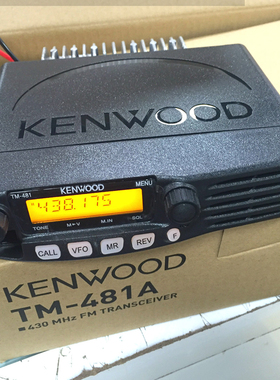 KENWOOD
TM-481
KENWOOD
MENU
438.175
TONE M▸V M.IN
CALL VFO MR REV F
KENWOOD
TM-481A
■430 MHz FM TRANSCEIVER